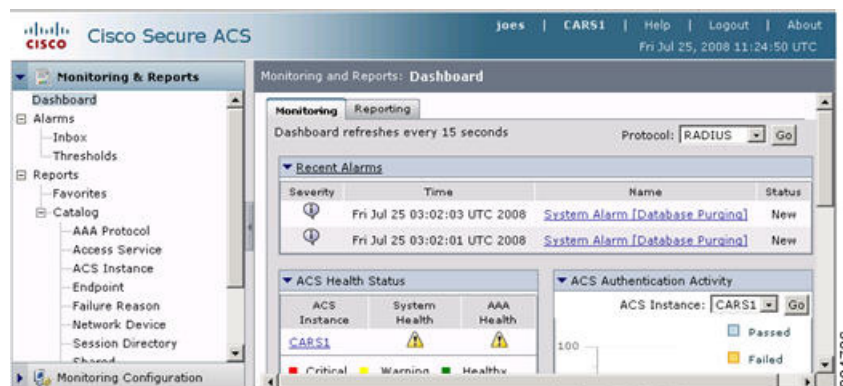 joes | CARS1 | Help | Logout | About
CISCO Cisco Secure ACS
Fri Jul 25, 2008 11:24:50 UTC
Monitoring & Reports
Dashboard
Alarms
Inbox
Thresholds
Reports
Favorites
Catalog
AAA Protocol
Access Service
ACS Instance
Endpoint
Failure Reason
Network Device
Session Directory
Shared
Monitoring Configuration
Monitoring and Reports: Dashboard
Monitoring Reporting
Dashboard refreshes every 15 seconds Protocol: RADIUS Go
Recent Alarms
Severity Time Name Status
Fri Jul 25 03:02:03 UTC 2008 System Alarm [Database Purging] New
Fri Jul 25 03:02:01 UTC 2008 System Alarm [Database Purging] New
ACS Health Status
ACS Instance System Health AAA Health
CARS1
Critical Warning Healthy
ACS Authentication Activity
ACS Instance: CARS1 Go
Passed
100
Failed